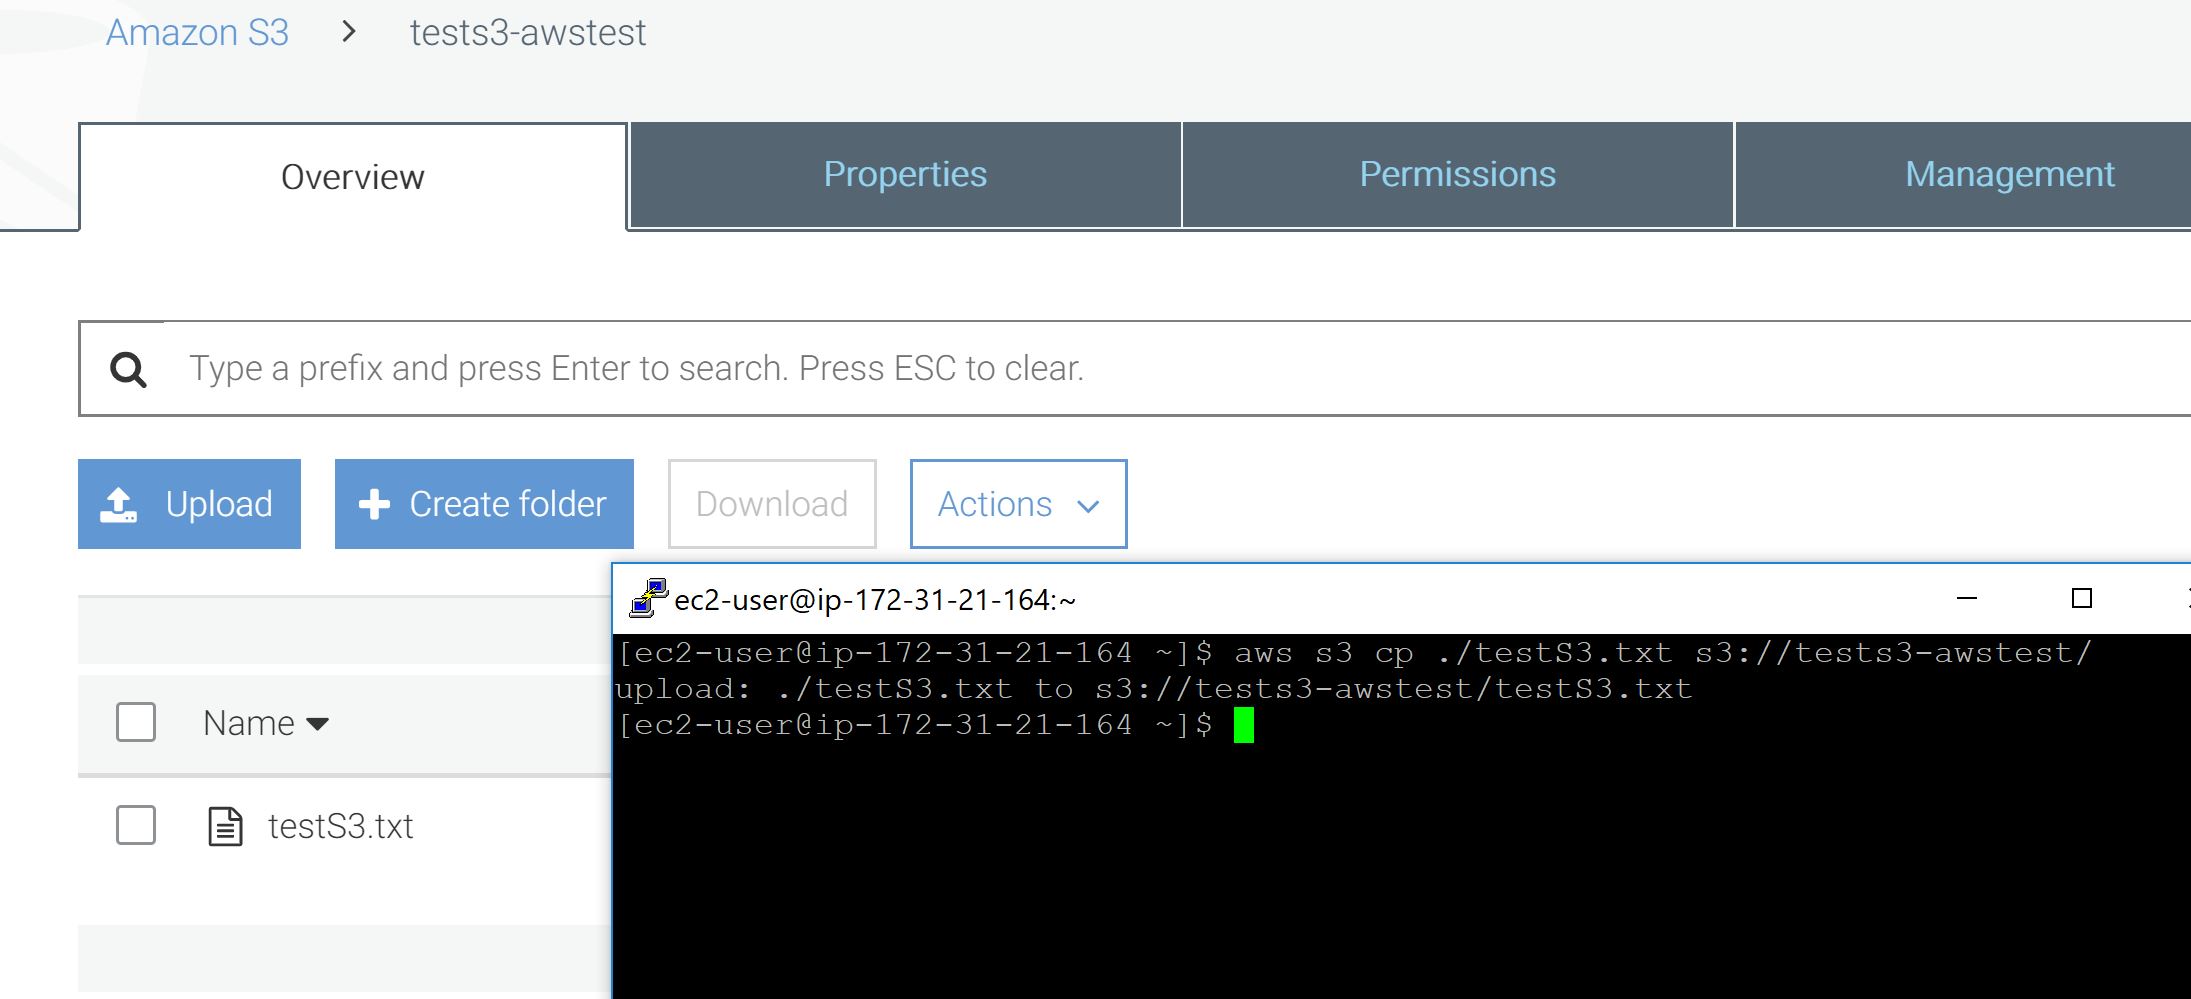 Amazon S3 > tests3-awstest
Overview Properties Permissions Management
Type a prefix and press Enter to search. Press ESC to clear.
Upload Create folder Download Actions
ec2-user@ip-172-31-21-164:~
[ec2-user@ip-172-31-21-164 ~]$ aws s3 cp ./testS3.txt s3://tests3-awstest/
upload: ./testS3.txt to s3://tests3-awstest/testS3.txt
[ec2-user@ip-172-31-21-164 ~]$
Name
testS3.txt